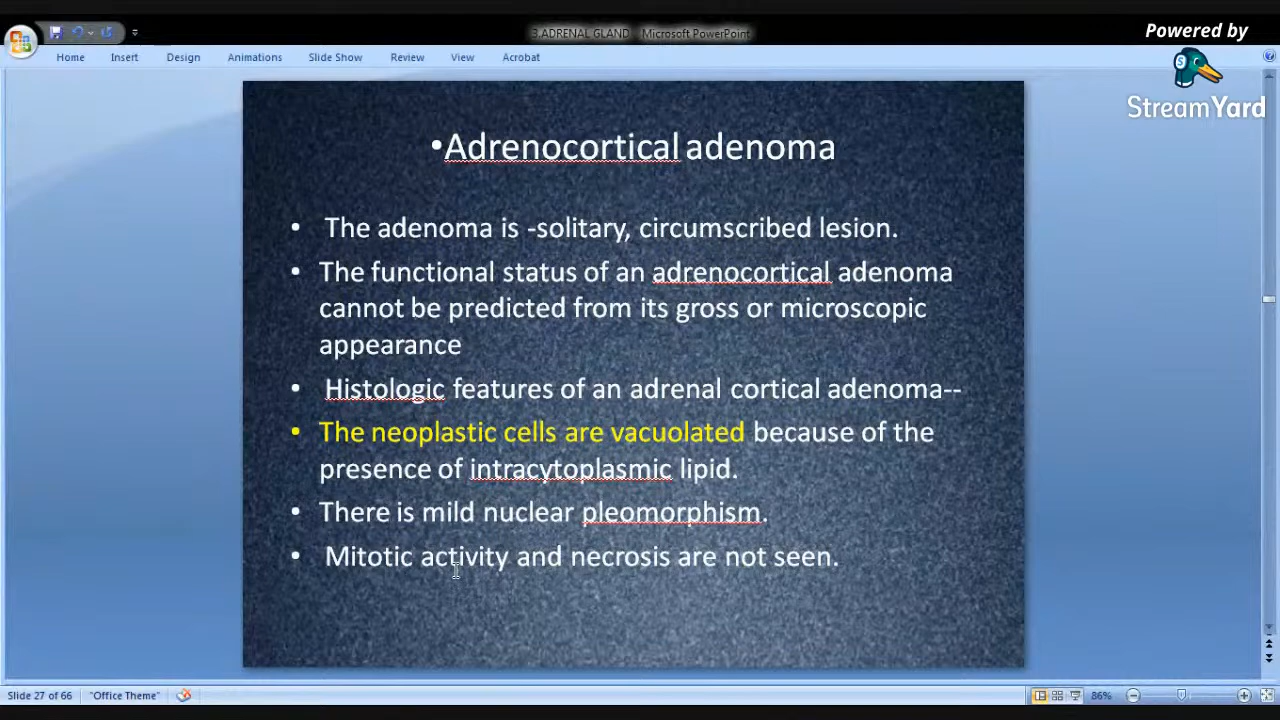 3.ADRENAL GLAND - Microsoft PowerPoint
Powered by
StreamYard
Home Insert Design Animations Slide Show Review View Acrobat
•Adrenocortical adenoma
• The adenoma is -solitary, circumscribed lesion.
• The functional status of an adrenocortical adenoma
cannot be predicted from its gross or microscopic
appearance
• Histologic features of an adrenal cortical adenoma--
• The neoplastic cells are vacuolated because of the
presence of intracytoplasmic lipid.
• There is mild nuclear pleomorphism.
• Mitotic activity and necrosis are not seen.
Slide 27 of 66 "Office Theme" 86%